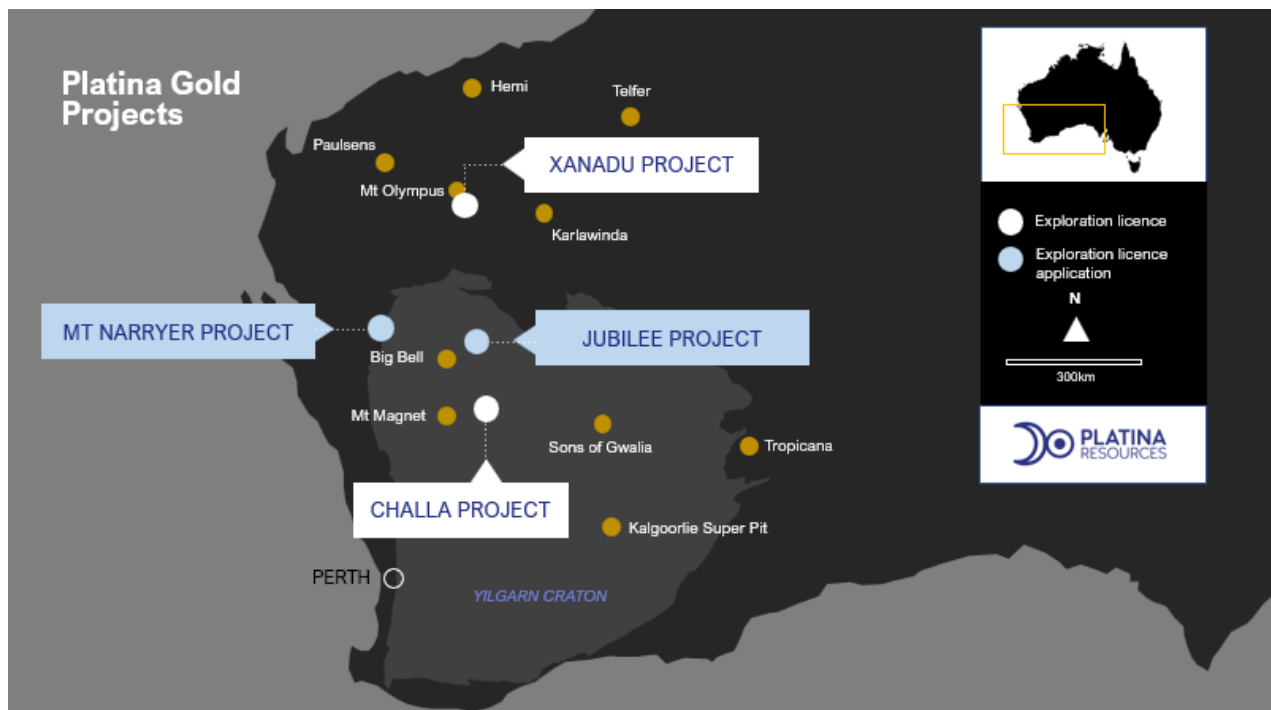 Platina Gold
Projects
Hemi
Telfer
Paulsens
XANADU PROJECT
Mt Olympus
Karlawinda
MT NARRYER PROJECT
JUBILEE PROJECT
Big Bell
Mt Magnet
Sons of Gwalia
Tropicana
CHALLA PROJECT
Kalgoorlie Super Pit
PERTH
YILGARN CRATON
Exploration licence
Exploration licence
application
N
300km
PLATINA
RESOURCES